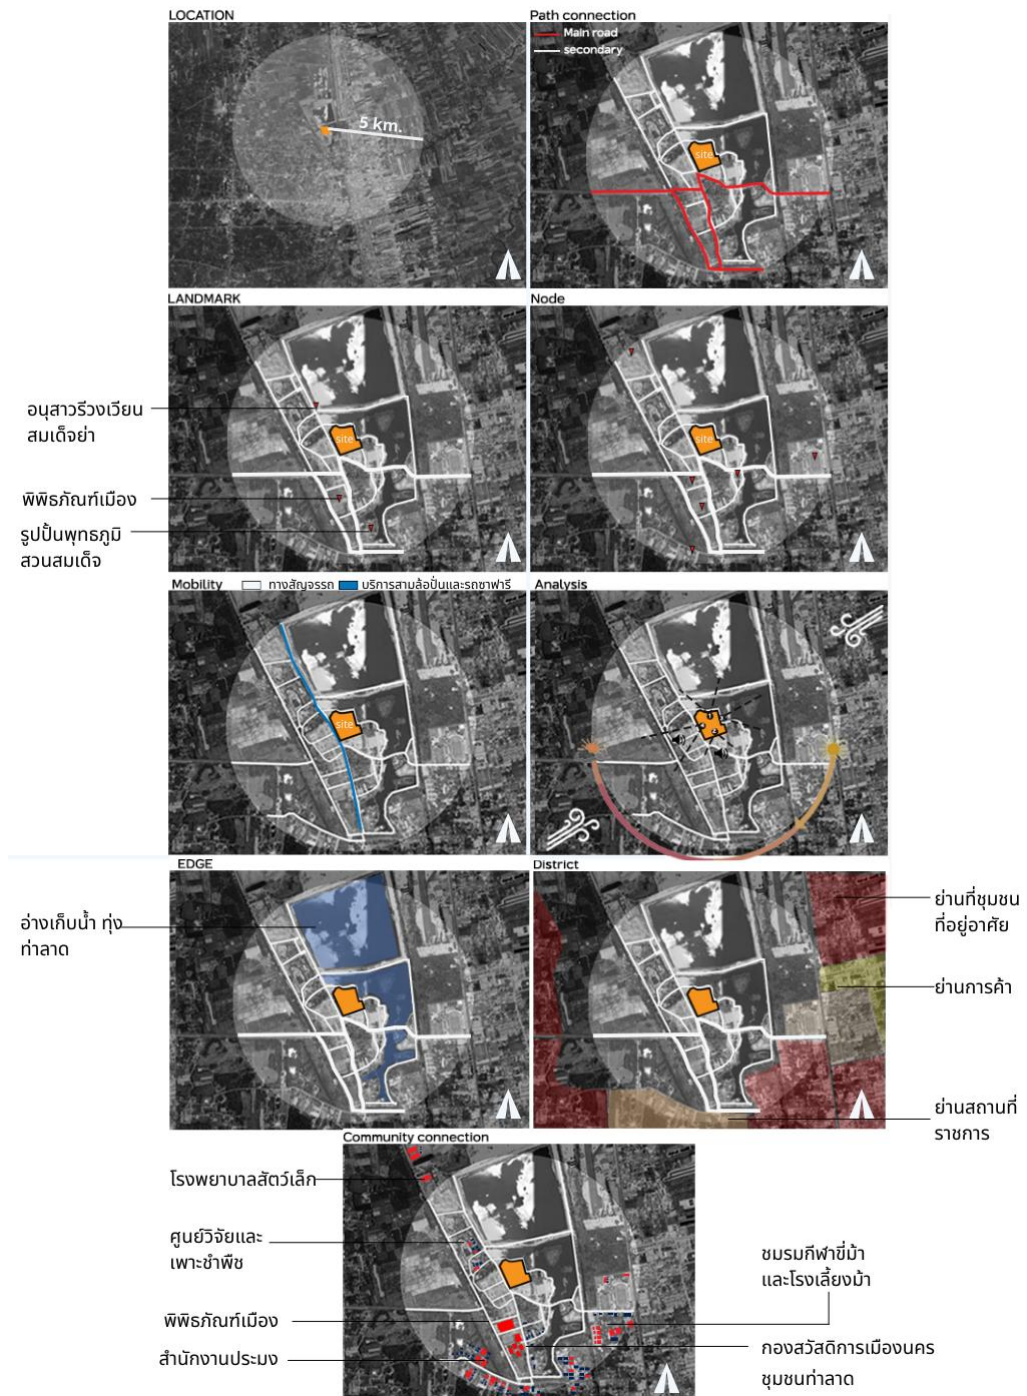 LOCATION
5 km.
Path connection
Main road
secondary
site
LANDMARK
อนุสาวรีวงเวียน
สมเด็จย่า
พิพิธภัณฑ์เมือง
รูปปั้นพุทธภูมิ
สวนสมเด็จ
site
Node
site
Mobility
ทางสัญจรรถ
บริการสามล้อปั่นและรถซาฟารี
site
Analysis
EDGE
อ่างเก็บน้ำ ทุ่ง
ท่าลาด
District
ย่านที่ชุมชน
ที่อยู่อาศัย
ย่านการค้า
ย่านสถานที่
ราชการ
Community connection
โรงพยาบาลสัตว์เล็ก
ศูนย์วิจัยและ
เพาะชำพืช
พิพิธภัณฑ์เมือง
สำนักงานประมง
ชมรมกีฬาขี่ม้า
และโรงเลี้ยงม้า
กองสวัสดิการเมืองนคร
ชุมชนท่าลาด